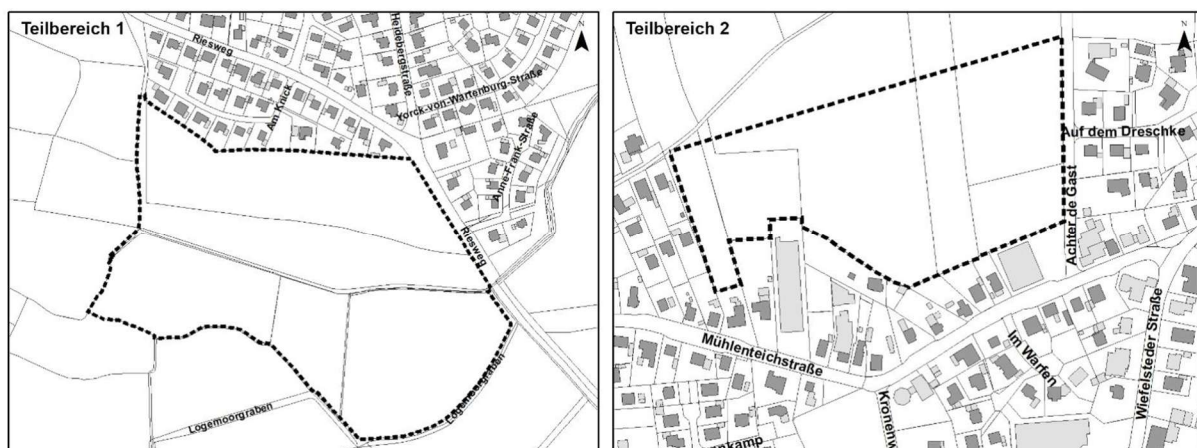 Teilbereich 1
N
Riesweg
Heidebergstraße
Am Knick
Yorck-von-Wartenburg-Straße
Anne-Frank-Straße
Riesweg
Logemoorgraben
Logemoorgraben
Teilbereich 2
N
Auf dem Dreschke
Achter de Gast
Mühlenteichstraße
Im Warfen
Wiefelsteder Straße